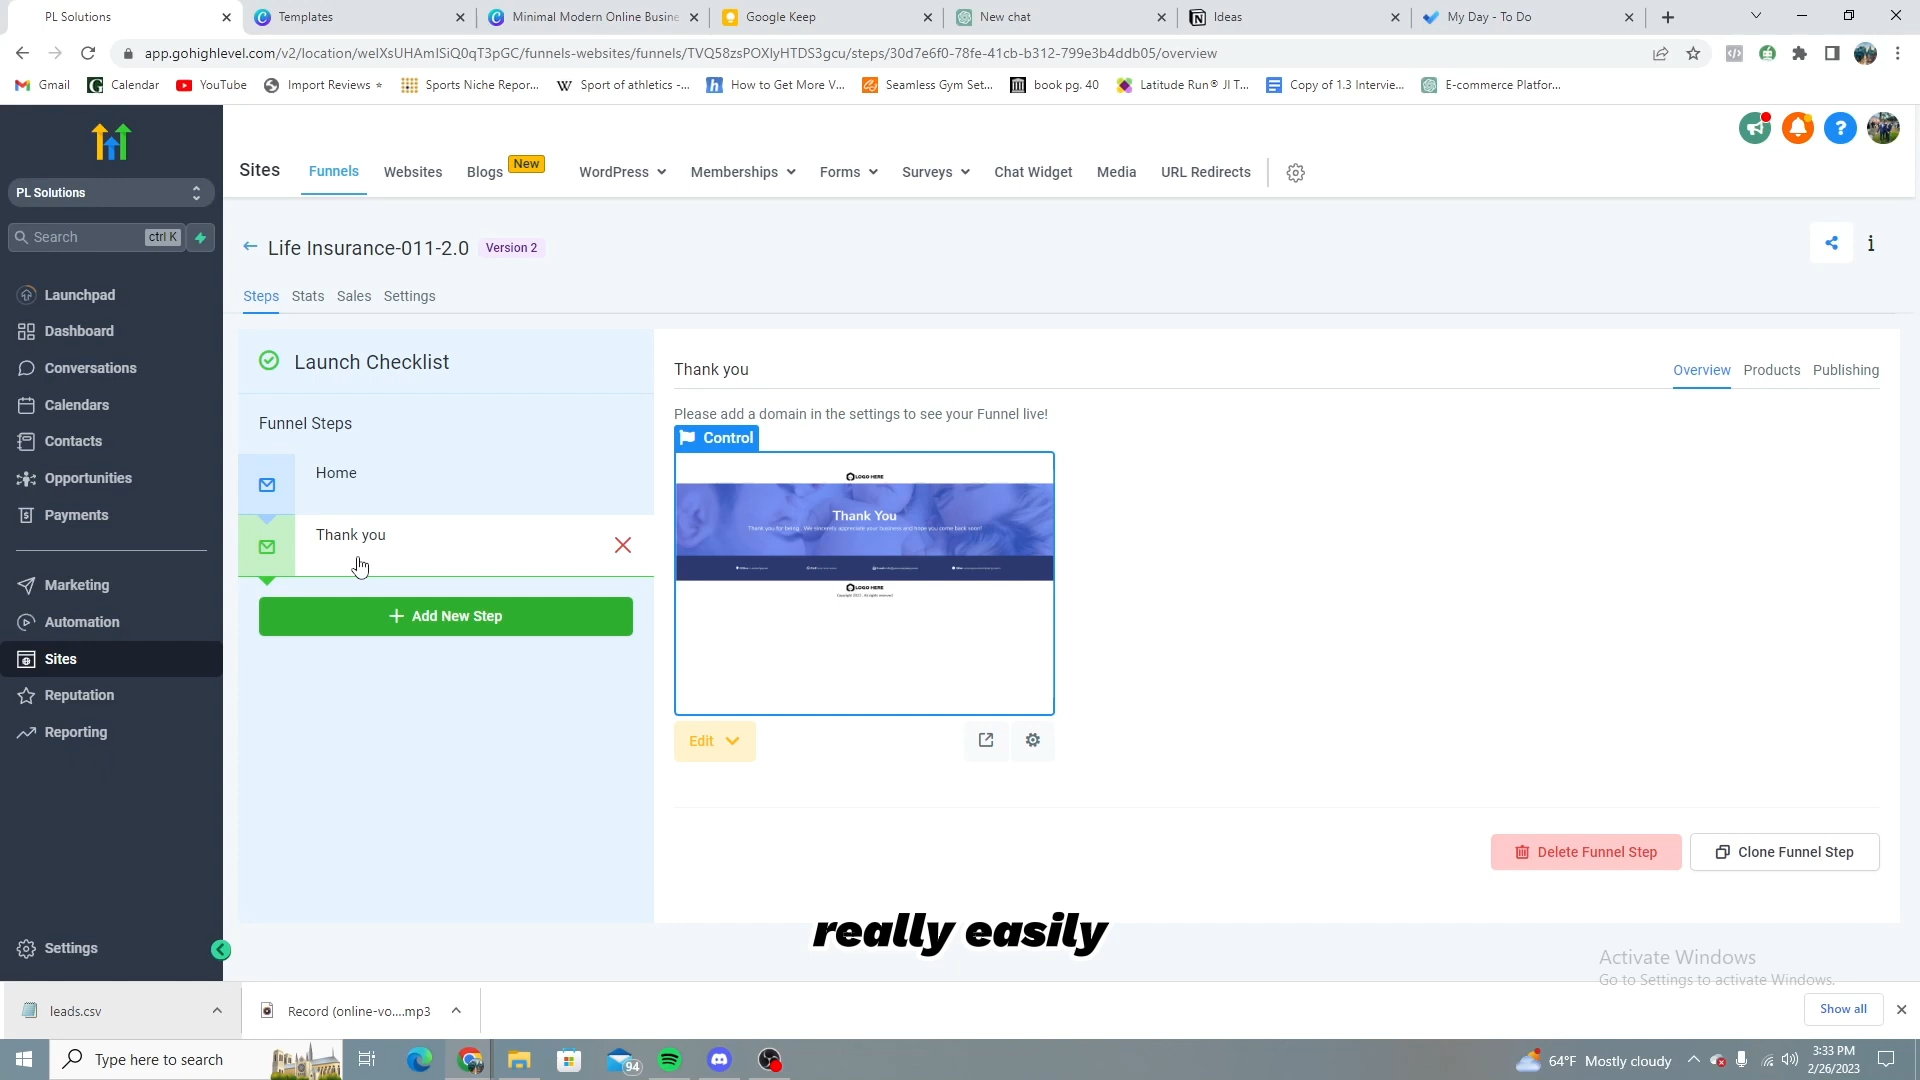 PL Solutions
Templates
Minimal Modern Online Busine
Google Keep
New chat
Ideas
My Day - To Do
app.gohighlevel.com/v2/location/welXsUHAmISiQ0qT3pGC/funnels-websites/funnels/TVQ58zsPOXIyHTDS3gcu/steps/30d7e6f0-78fe-41cb-b312-799e3b4ddb05/overview
Gmail
Calendar
YouTube
Import Reviews ⭐
Sports Niche Repor...
Sport of athletics -...
How to Get More V...
Seamless Gym Set...
book pg. 40
Latitude Run® JI T...
Copy of 1.3 Intervie...
E-commerce Platfor...
PL Solutions
Search
ctrl K
Launchpad
Dashboard
Conversations
Calendars
Contacts
Opportunities
Payments
Marketing
Automation
Sites
Reputation
Reporting
Settings
Sites
Funnels
Websites
Blogs
New
WordPress
Memberships
Forms
Surveys
Chat Widget
Media
URL Redirects
Life Insurance-011-2.0
Version 2
Steps
Stats
Sales
Settings
Launch Checklist
Funnel Steps
Home
Thank you
+ Add New Step
Thank you
Overview
Products
Publishing
Please add a domain in the settings to see your Funnel live!
Control
LOGO HERE
Thank You
Thank you for being. We sincerely appreciate your business and hope you come back soon!
LOGO HERE
Edit
Delete Funnel Step
Clone Funnel Step
really easily
Activate Windows
Go to Settings to activate Windows.
leads.csv
Record (online-vo....mp3
Show all
Type here to search
94
64°F Mostly cloudy
3:33 PM
2/26/2023